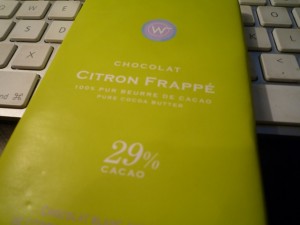 W
CHOCOLAT
CITRON FRAPPÉ
100% PUR BEURRE DE CACAO
PURE COCOA BUTTER
29%
CACAO